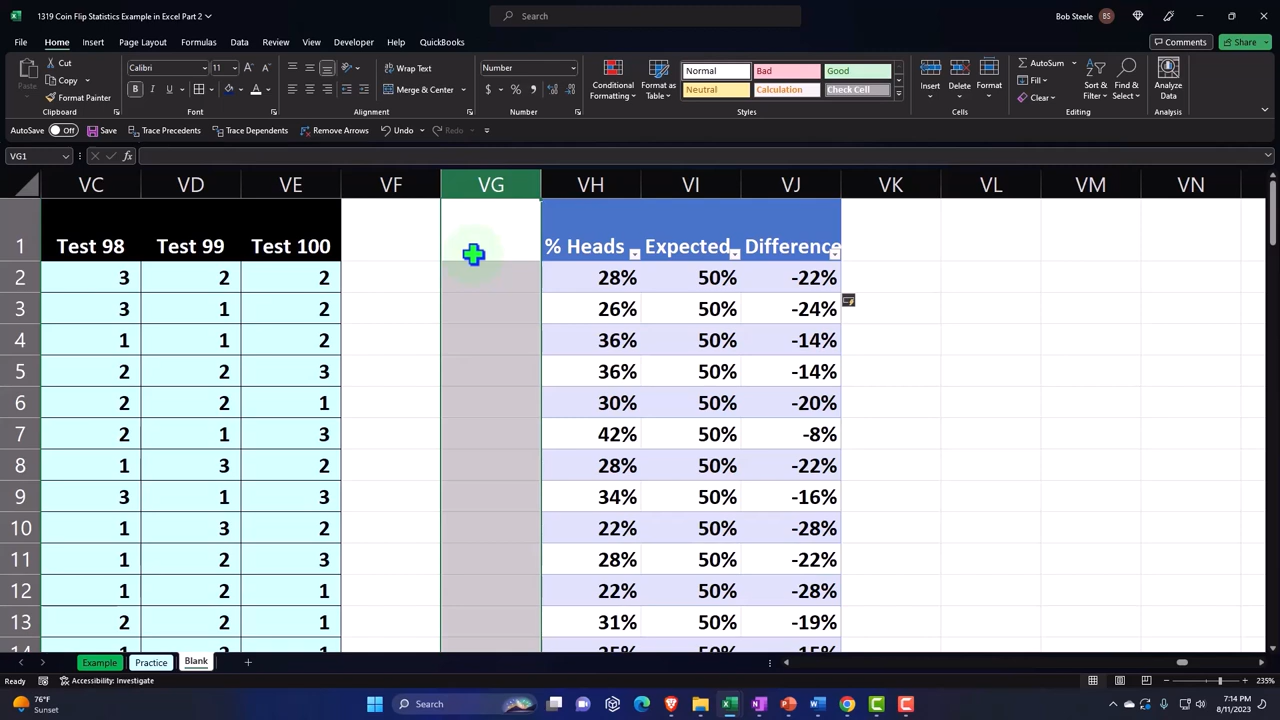 1319 Coin Flip Statistics Example in Excel Part 2
Search
Bob Steele
BS
File Home Insert Page Layout Formulas Data Review View Developer Help QuickBooks
Comments Share
Cut
Copy
Format Painter
Paste
Calibri 11
Wrap Text
Merge & Center
Number
Conditional Formatting
Format as Table
Normal Bad Good
Neutral Calculation Check Cell
Insert Delete Format
AutoSum
Fill
Clear
Sort & Filter
Find & Select
Analyze Data
Clipboard Font Alignment Number Styles Cells Editing Analysis
AutoSave Off Save Trace Precedents Trace Dependents Remove Arrows Undo Redo
VG1 fx
VC VD VE VF VG VH VI VJ VK VL VM VN
1 Test 98 Test 99 Test 100 % Heads Expected Difference
2 3 2 2 28% 50% -22%
3 3 1 2 26% 50% -24%
4 1 1 2 36% 50% -14%
5 2 2 3 36% 50% -14%
6 2 2 1 30% 50% -20%
7 2 1 3 42% 50% -8%
8 1 3 2 28% 50% -22%
9 3 1 3 34% 50% -16%
10 1 3 2 22% 50% -28%
11 1 2 3 28% 50% -22%
12 1 2 1 22% 50% -28%
13 2 2 1 31% 50% -19%
14 1 2 1 35% 50% -15%
Example Practice Blank
Ready Accessibility: Investigate 235%
76°F
Sunset
Search
7:14 PM
8/11/2023